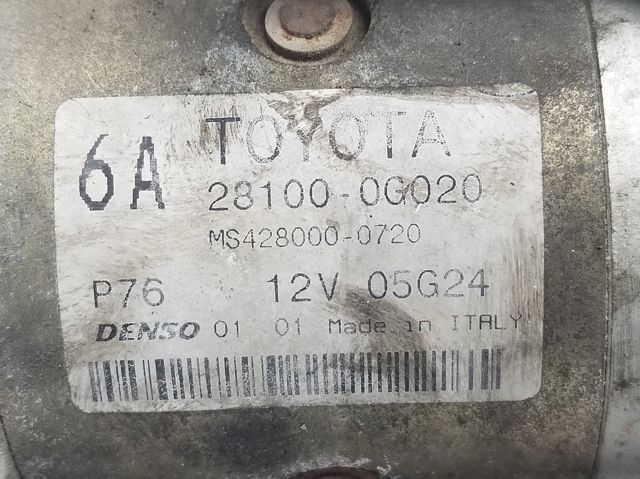 6A TOYOTA
28100-0G020
MS428000-0720
P76 12V 05G24
DENSO 01 01 Made in ITALY